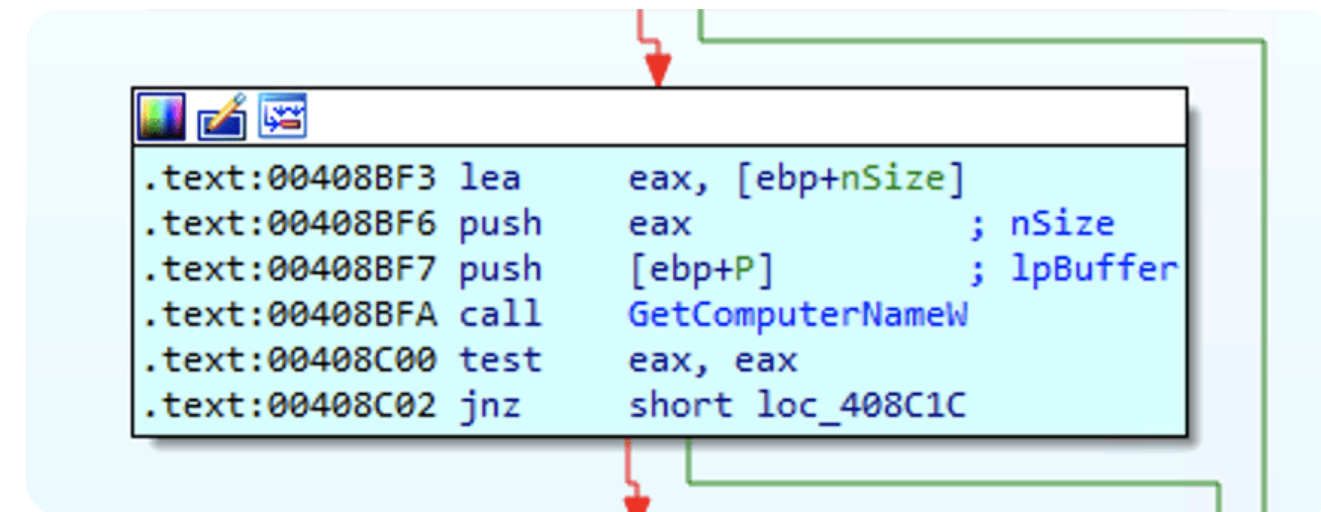 .text:00408BF3 lea eax, [ebp+nSize]
.text:00408BF6 push eax ; nSize
.text:00408BF7 push [ebp+P] ; lpBuffer
.text:00408BFA call GetComputerNameW
.text:00408C00 test eax, eax
.text:00408C02 jnz short loc_408C1C